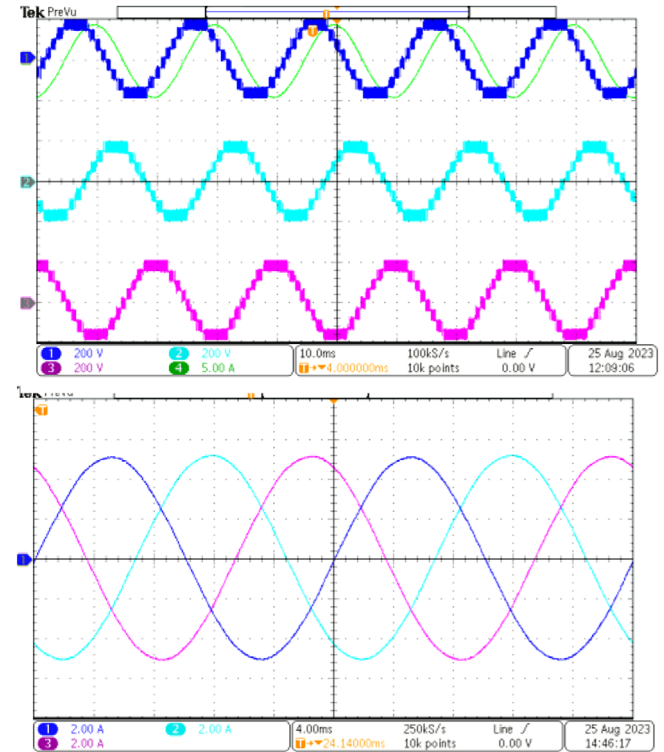 Tek PreVu
T
T
1
2
3
1 200 V 2 200 V 10.0ms 100kS/s Line ∫ 25 Aug 2023
3 200 V 4 5.00 A T→▼4.000000ms 10k points 0.00 V 12:09:06
Tek PreVu
T
1
1 2.00 A 2 2.00 A 4.00ms 250kS/s Line ∫ 25 Aug 2023
3 2.00 A T→▼24.14000ms 10k points 0.00 V 14:46:17